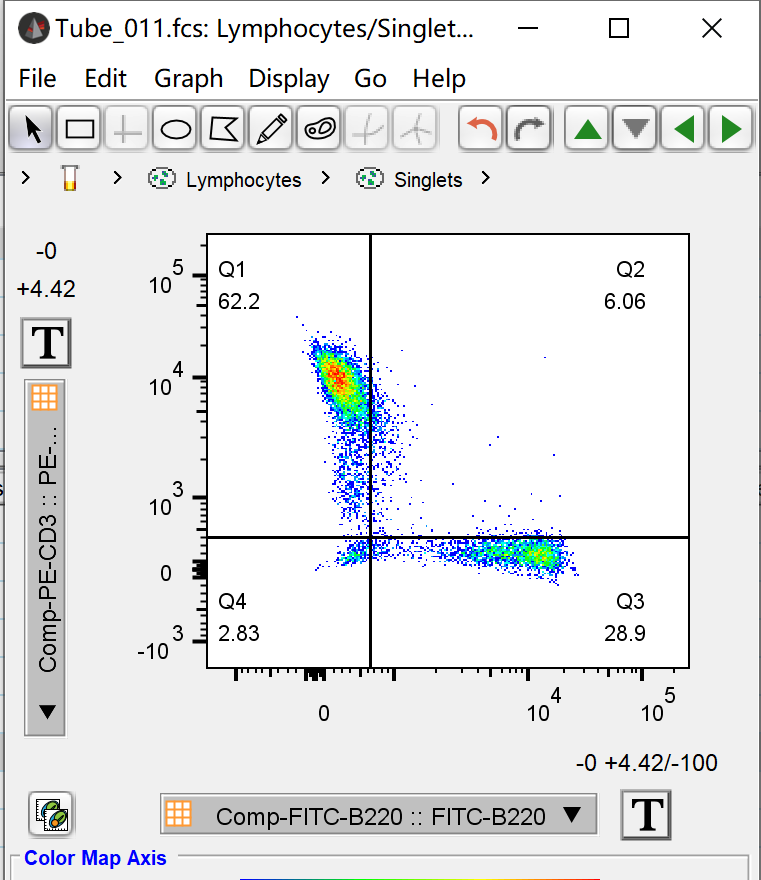 Tube_011.fcs: Lymphocytes/Singlet...
File Edit Graph Display Go Help
> > Lymphocytes > Singlets >
-0
+4.42
T
Comp-PE-CD3 :: PE-...
Q1
62.2
Q2
6.06
10^5
10^4
10^3
0
-10^3
Q4
2.83
Q3
28.9
0 10^4 10^5
-0 +4.42/-100
Comp-FITC-B220 :: FITC-B220
T
Color Map Axis